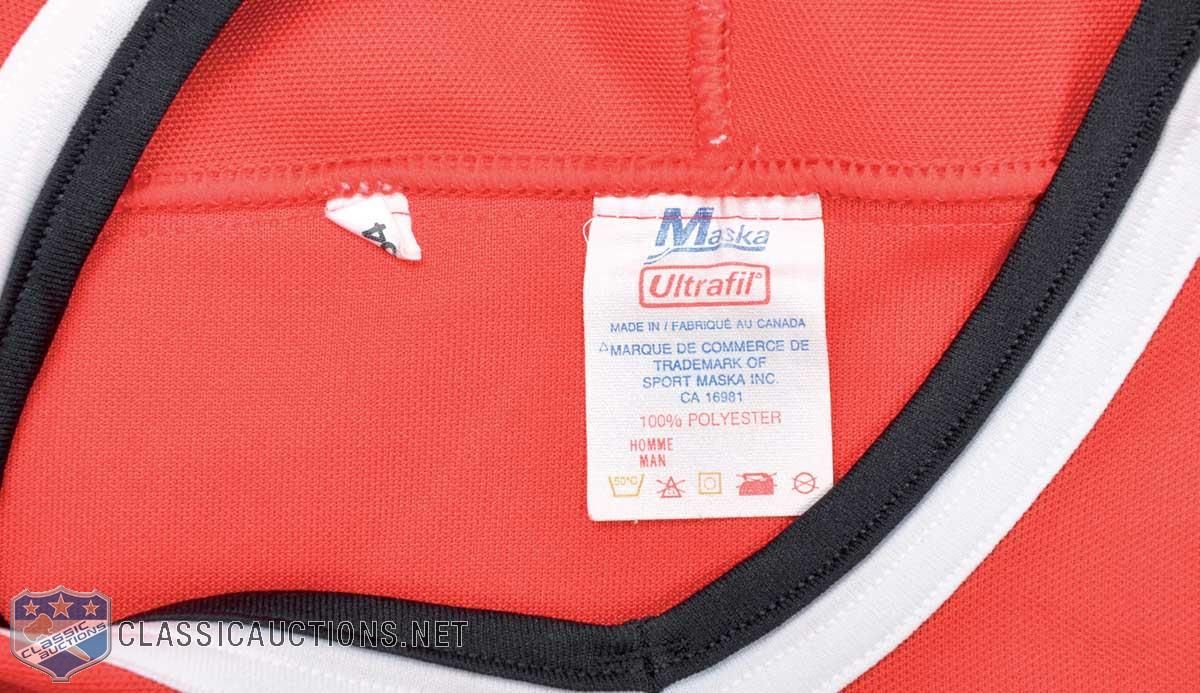 Maska
Ultrafil
MADE IN / FABRIQUÉ AU CANADA
△MARQUE DE COMMERCE DE
TRADEMARK OF
SPORT MASKA INC.
CA 16981
100% POLYESTER
HOMME
MAN
50°C
CLASSIC
AUCTIONS
CLASSICAUCTIONS.NET